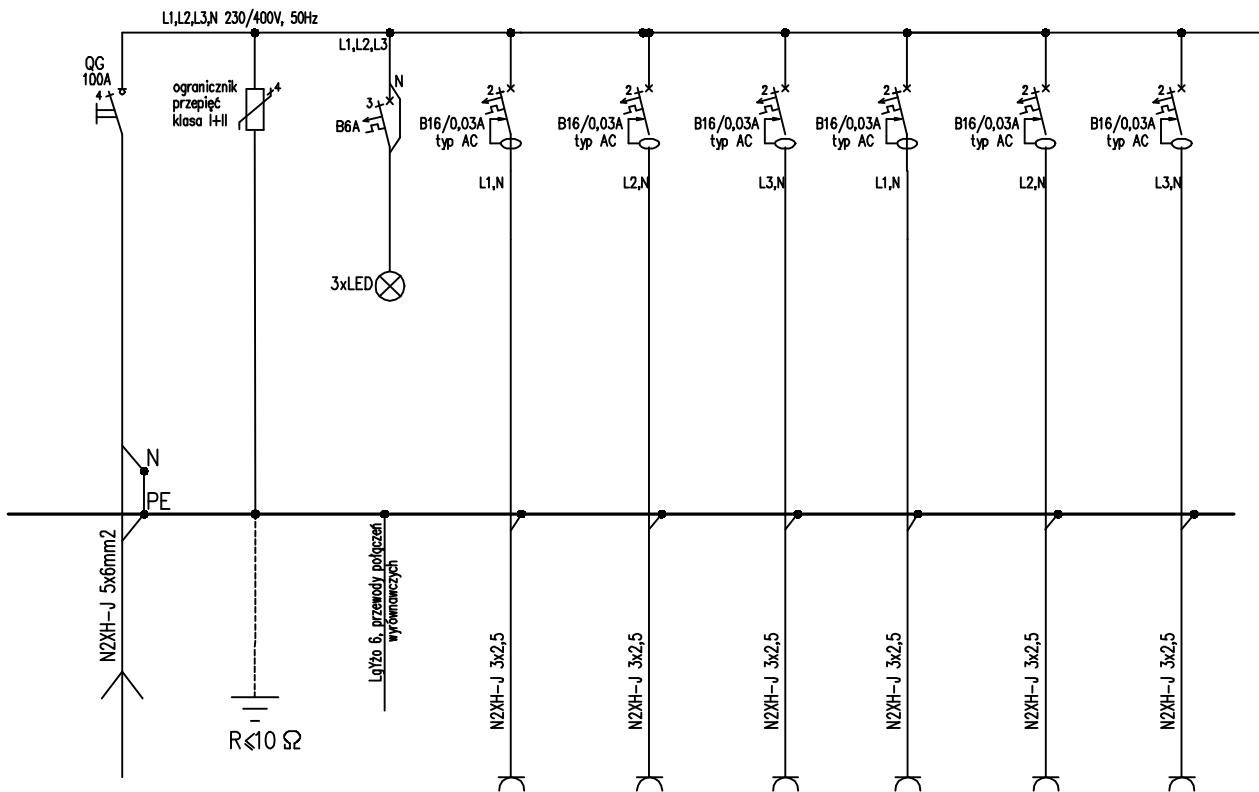 L1,L2,L3,N 230/400V, 50Hz
QG
100A
4
ogranicznik
przepięć
klasa I+II
4
L1,L2,L3
N
3
B6A
3xLED
2
B16/0,03A
typ AC
L1,N
2
B16/0,03A
typ AC
L2,N
2
B16/0,03A
typ AC
L3,N
2
B16/0,03A
typ AC
L1,N
2
B16/0,03A
typ AC
L2,N
2
B16/0,03A
typ AC
L3,N
N
PE
N2XH-J 5x6mm2
R⩽10 Ω
LgYżo 6, przewody połączeń
wyrównawczych
N2XH-J 3x2,5
N2XH-J 3x2,5
N2XH-J 3x2,5
N2XH-J 3x2,5
N2XH-J 3x2,5
N2XH-J 3x2,5